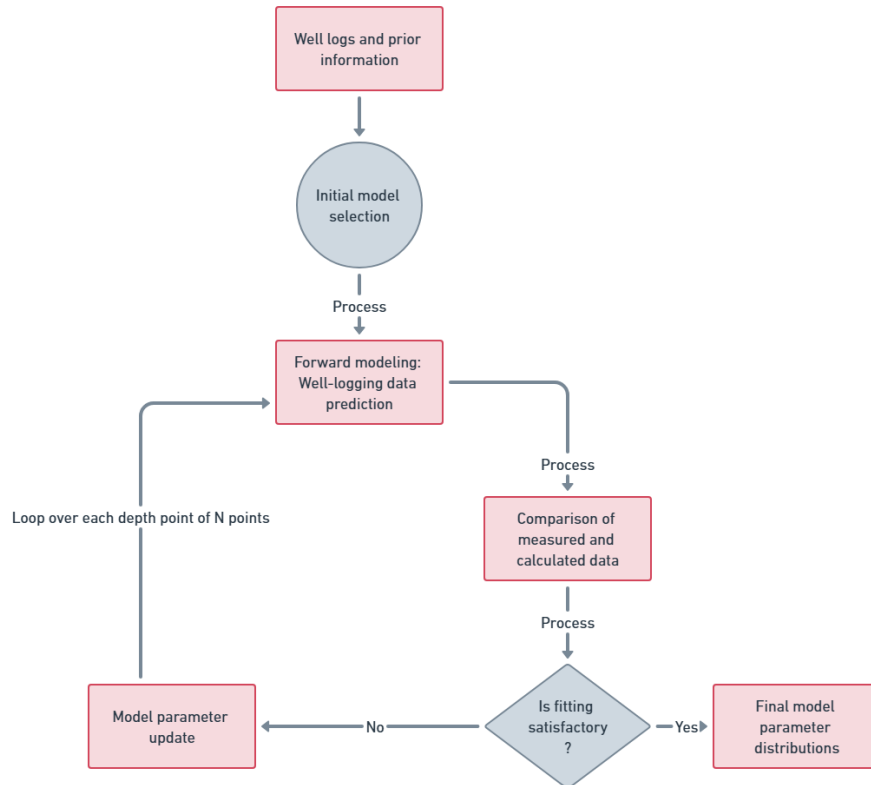 Well logs and prior
information
Initial model
selection
Process
Forward modeling:
Well-logging data
prediction
Process
Loop over each depth point of N points
Comparison of
measured and
calculated data
Process
Is fitting
satisfactory
?
No
Model parameter
update
Yes
Final model
parameter
distributions